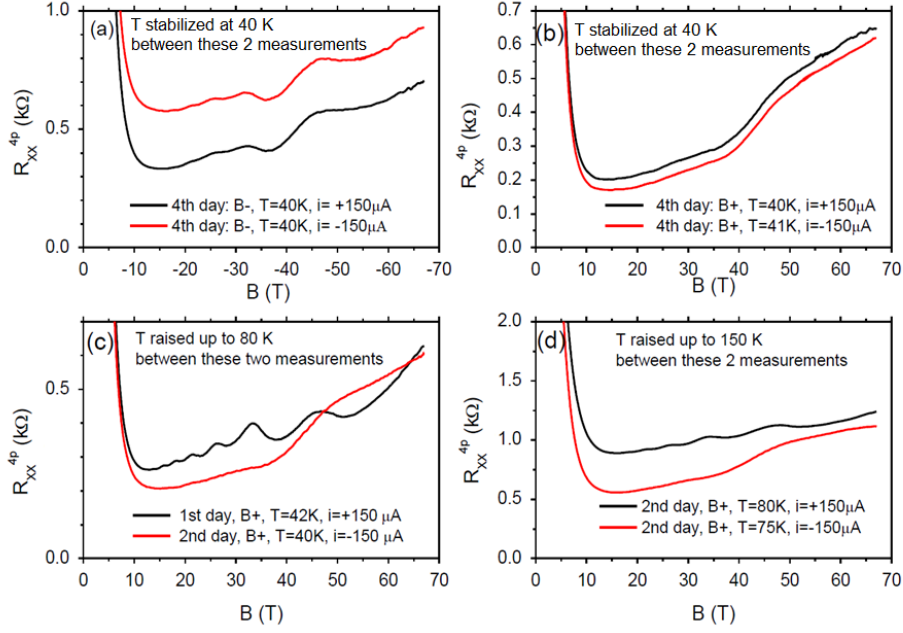 (a)
T stabilized at 40 K
between these 2 measurements
R_xx^4p (kΩ)
1.0
0.5
0.0
4th day: B-, T=40K, i= +150μA
4th day: B-, T=40K, i= -150μA
0 -10 -20 -30 -40 -50 -60 -70
B (T)
(b)
T stabilized at 40 K
between these 2 measurements
R_xx^4p (kΩ)
0.7
0.6
0.5
0.4
0.3
0.2
0.1
0.0
4th day: B+, T=40K, i=+150μA
4th day: B+, T=41K, i=-150μA
0 10 20 30 40 50 60 70
B (T)
(c)
T raised up to 80 K
between these two measurements
R_xx^4p (kΩ)
0.5
0.0
1st day, B+, T=42K, i=+150 μA
2nd day, B+, T=40K, i=-150 μA
0 10 20 30 40 50 60 70
B (T)
(d)
T raised up to 150 K
between these 2 measurements
R_xx^4p (kΩ)
2.0
1.5
1.0
0.5
0.0
2nd day, B+, T=80K, i=+150μA
2nd day, B+, T=75K, i=-150μA
0 10 20 30 40 50 60 70
B (T)